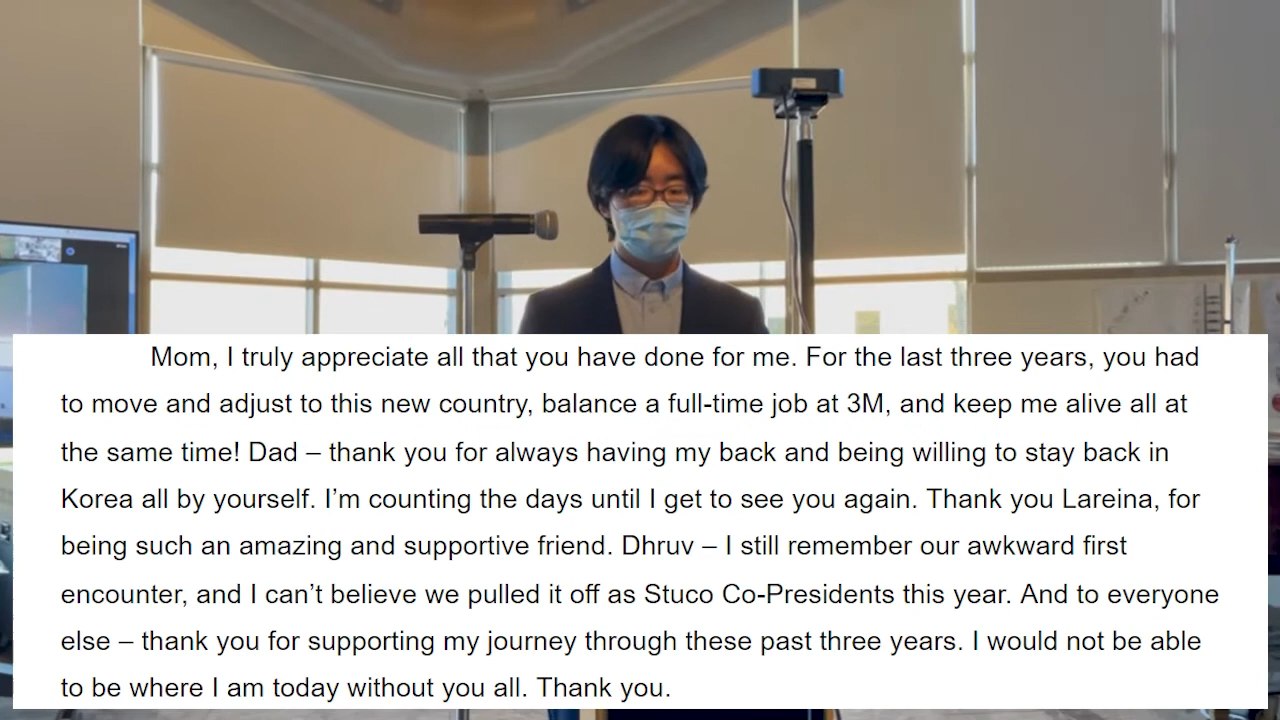 Mom, I truly appreciate all that you have done for me. For the last three years, you had
to move and adjust to this new country, balance a full-time job at 3M, and keep me alive all at
the same time! Dad – thank you for always having my back and being willing to stay back in
Korea all by yourself. I’m counting the days until I get to see you again. Thank you Lareina, for
being such an amazing and supportive friend. Dhruv – I still remember our awkward first
encounter, and I can’t believe we pulled it off as Stuco Co-Presidents this year. And to everyone
else – thank you for supporting my journey through these past three years. I would not be able
to be where I am today without you all. Thank you.